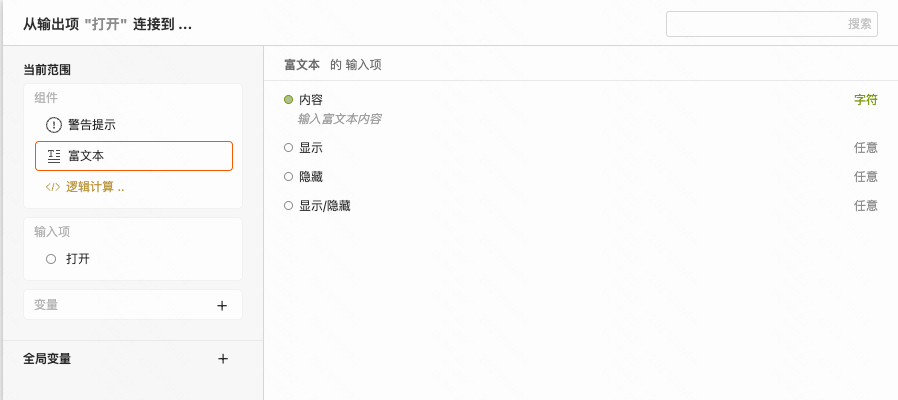 从输出项 "打开" 连接到 ...
搜索
当前范围
组件
警告提示
富文本
</> 逻辑计算 ..
输入项
打开
变量 +
全局变量 +
富文本 的 输入项
内容 字符
输入富文本内容
显示 任意
隐藏 任意
显示/隐藏 任意